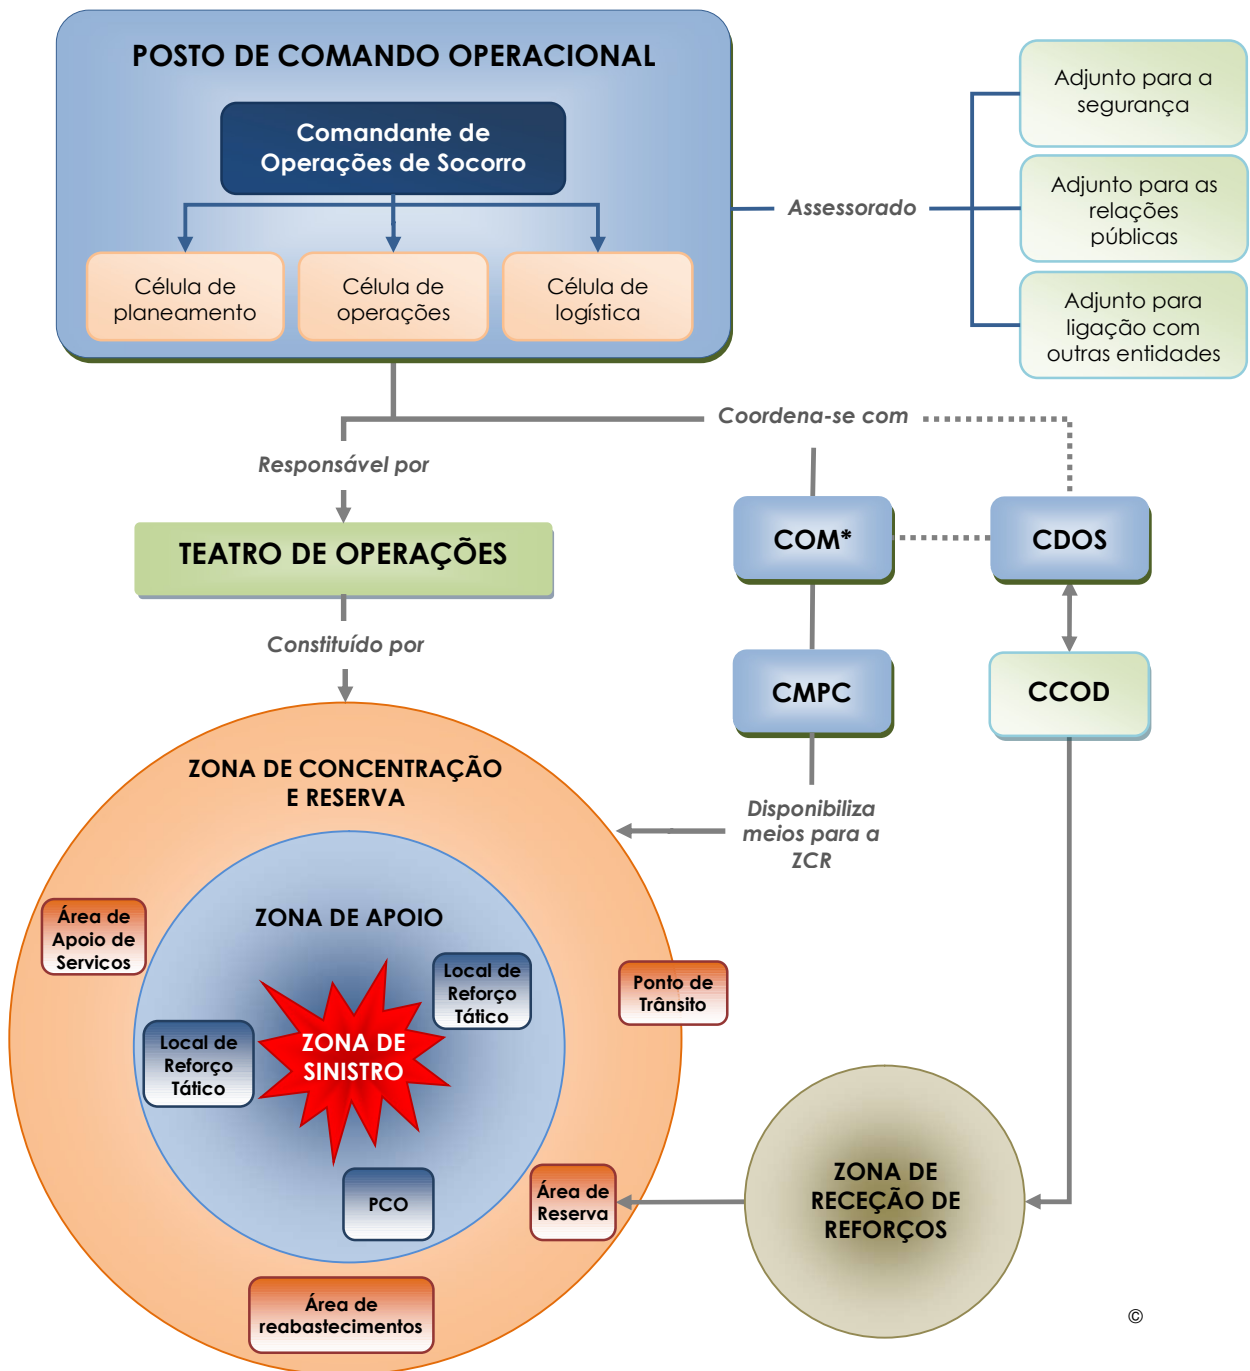 POSTO DE COMANDO OPERACIONAL
Comandante de
Operações de Socorro
Célula de
planeamento
Célula de
operações
Célula de
logística
Assessorado
Adjunto para a
segurança
Adjunto para as
relações
públicas
Adjunto para
ligação com
outras entidades
Coordena-se com
Responsável por
TEATRO DE OPERAÇÕES
COM*
CDOS
Constituído por
CMPC
CCOD
ZONA DE CONCENTRAÇÃO
E RESERVA
Disponibiliza
meios para a
ZCR
ZONA DE APOIO
Área de
Apoio de
Serviços
Local de
Reforço
Tático
Ponto de
Trânsito
Local de
Reforço
Tático
ZONA DE
SINISTRO
PCO
Área de
Reserva
ZONA DE
RECEÇÃO DE
REFORÇOS
Área de
reabastecimentos
©